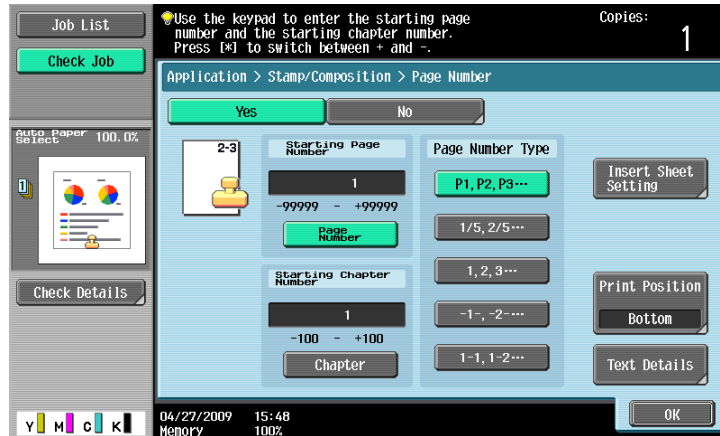 Job List
Check Job
Use the keypad to enter the starting page
number and the starting chapter number.
Press [*] to switch between + and -.
Copies:
1
Application > Stamp/Composition > Page Number
Yes
No
Auto Paper
Select
100.0%
1
2-3
Starting Page
Number
1
-99999 - +99999
Page
Number
Starting Chapter
Number
1
-100 - +100
Chapter
Page Number Type
P1,P2,P3···
1/5,2/5···
1,2,3···
-1-,-2-···
1-1,1-2···
Insert Sheet
Setting
Print Position
Bottom
Text Details
Check Details
Y M C K
04/27/2009 15:48
Memory 100%
OK